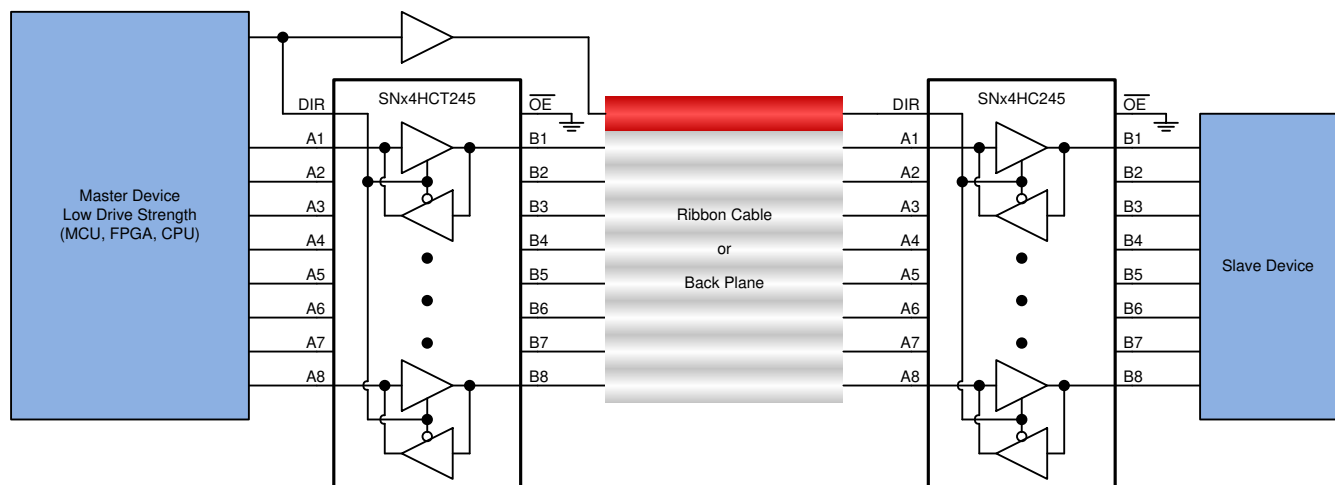 SNx4HCT245
SNx4HC245
DIR
OE
DIR
OE
A1
B1
A1
B1
A2
B2
A2
B2
A3
B3
A3
B3
A4
B4
A4
B4
A5
B5
A5
B5
A6
B6
A6
B6
A7
B7
A7
B7
A8
B8
A8
B8
Master Device
Low Drive Strength
(MCU, FPGA, CPU)
Ribbon Cable
or
Back Plane
Slave Device